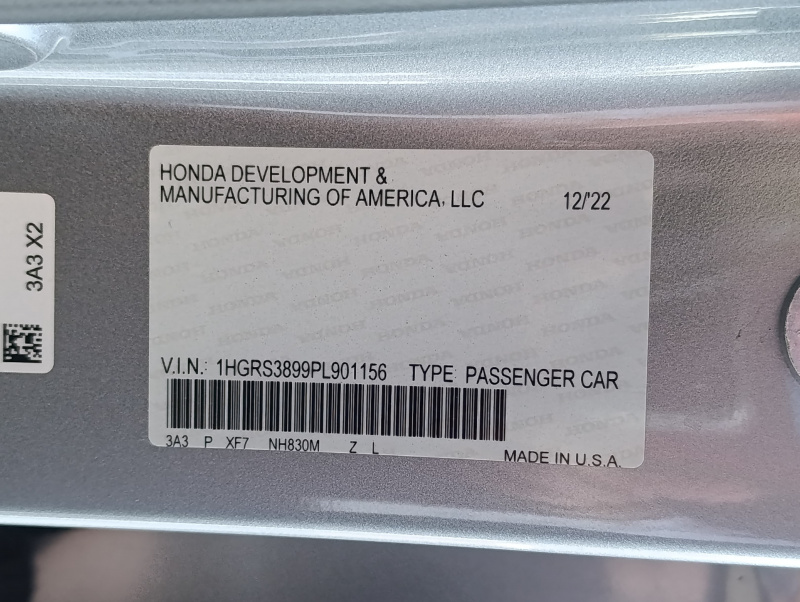 HONDA DEVELOPMENT &
MANUFACTURING OF AMERICA, LLC 12/'22
3A3 X2
V.I.N.: 1HGRS3899PL901156 TYPE: PASSENGER CAR
3A3 P XF7 NH830M Z L
MADE IN U.S.A.